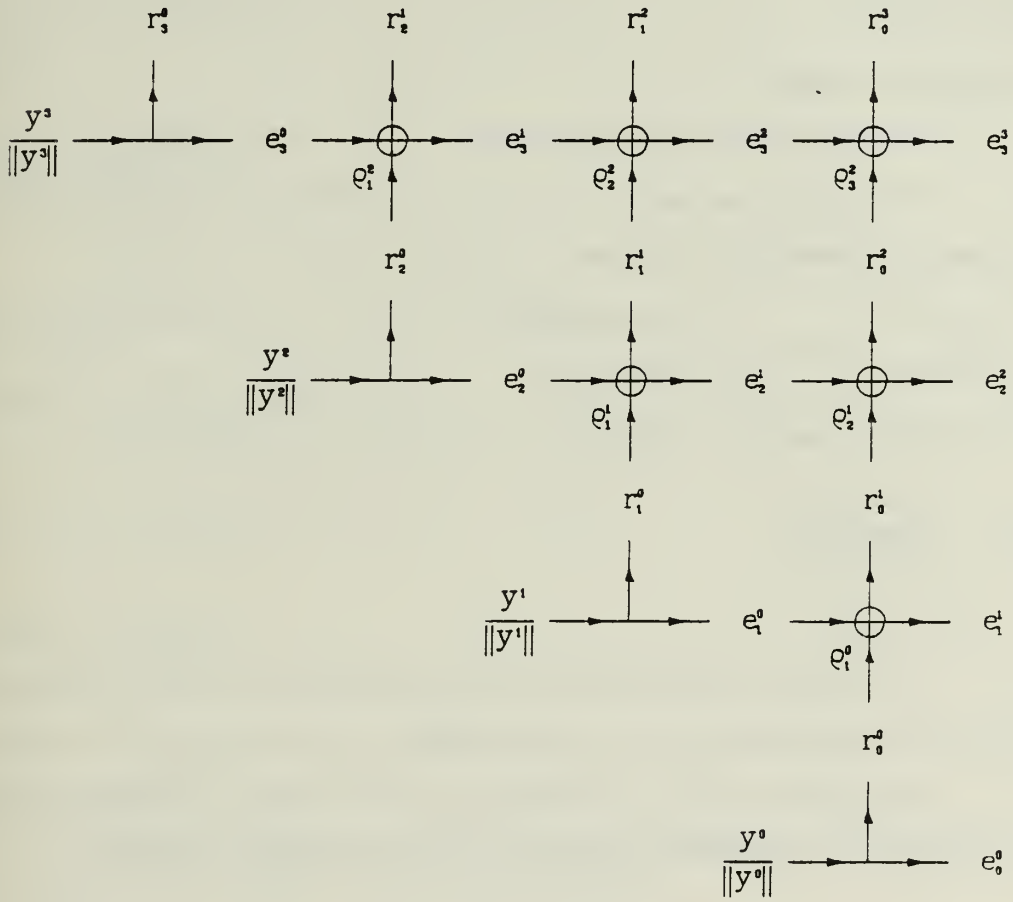 r₃⁰ r₂¹ r₁² r₀³
y³/‖y³‖ e₃⁰ e₃¹ e₃² e₃³
ϱ₁² ϱ₂² ϱ₃²
r₂⁰ r₁¹ r₀²
y²/‖y²‖ e₂⁰ e₂¹ e₂²
ϱ₁¹ ϱ₂¹
r₁⁰ r₀¹
y¹/‖y¹‖ e₁⁰ e₁¹
ϱ₁⁰
r₀⁰
y⁰/‖y⁰‖ e₀⁰